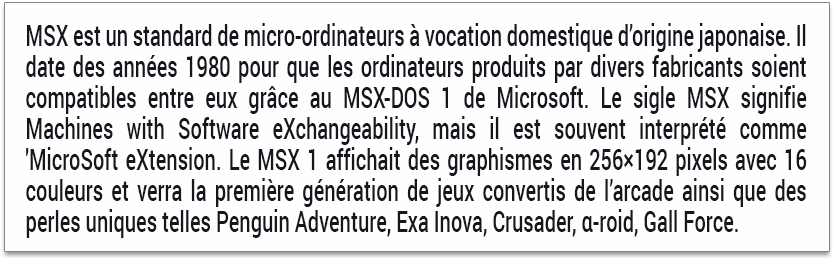 MSX est un standard de micro-ordinateurs à vocation domestique d’origine japonaise. Il
date des années 1980 pour que les ordinateurs produits par divers fabricants soient
compatibles entre eux grâce au MSX-DOS 1 de Microsoft. Le sigle MSX signifie
Machines with Software eXchangeability, mais il est souvent interprété comme
'MicroSoft eXtension. Le MSX 1 affichait des graphismes en 256×192 pixels avec 16
couleurs et verra la première génération de jeux convertis de l’arcade ainsi que des
perles uniques telles Penguin Adventure, Exa Inova, Crusader, α-roid, Gall Force.